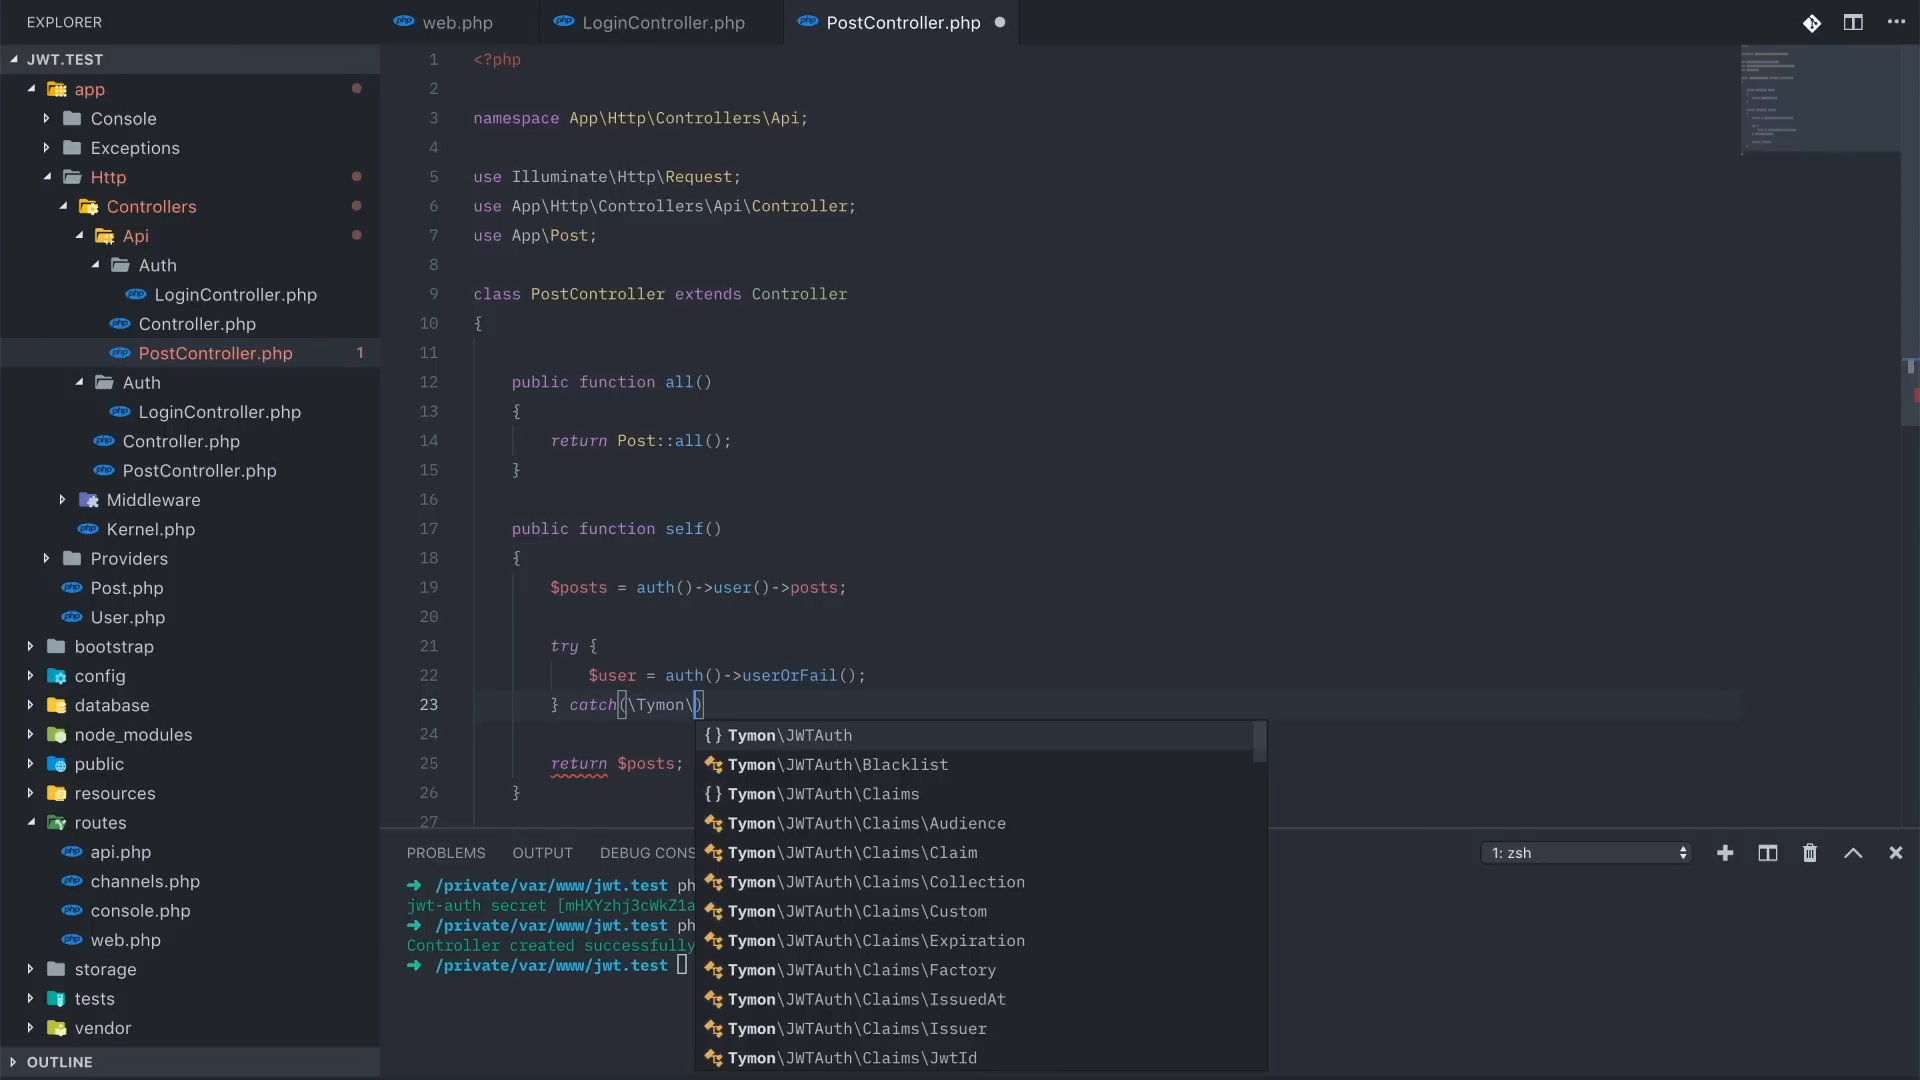 EXPLORER
JWT.TEST
app
Console
Exceptions
Http
Controllers
Api
Auth
LoginController.php
Controller.php
PostController.php 1
Auth
LoginController.php
Controller.php
PostController.php
Middleware
Kernel.php
Providers
Post.php
User.php
bootstrap
config
database
node_modules
public
resources
routes
api.php
channels.php
console.php
web.php
storage
tests
vendor
OUTLINE
web.php
LoginController.php
PostController.php
1 <?php
2
3 namespace App\Http\Controllers\Api;
4
5 use Illuminate\Http\Request;
6 use App\Http\Controllers\Api\Controller;
7 use App\Post;
8
9 class PostController extends Controller
10 {
11
12 public function all()
13 {
14 return Post::all();
15 }
16
17 public function self()
18 {
19 $posts = auth()->user()->posts;
20
21 try {
22 $user = auth()->userOrFail();
23 } catch(\Tymon\)
24
25 return $posts;
26 }
27
{} Tymon\JWTAuth
Tymon\JWTAuth\Blacklist
{} Tymon\JWTAuth\Claims
Tymon\JWTAuth\Claims\Audience
Tymon\JWTAuth\Claims\Claim
Tymon\JWTAuth\Claims\Collection
Tymon\JWTAuth\Claims\Custom
Tymon\JWTAuth\Claims\Expiration
Tymon\JWTAuth\Claims\Factory
Tymon\JWTAuth\Claims\IssuedAt
Tymon\JWTAuth\Claims\Issuer
Tymon\JWTAuth\Claims\JwtId
PROBLEMS OUTPUT DEBUG CONS
1: zsh
➜ /private/var/www/jwt.test ph
jwt-auth secret [mHXYzhj3cWkZ1a
➜ /private/var/www/jwt.test ph
Controller created successfully
➜ /private/var/www/jwt.test